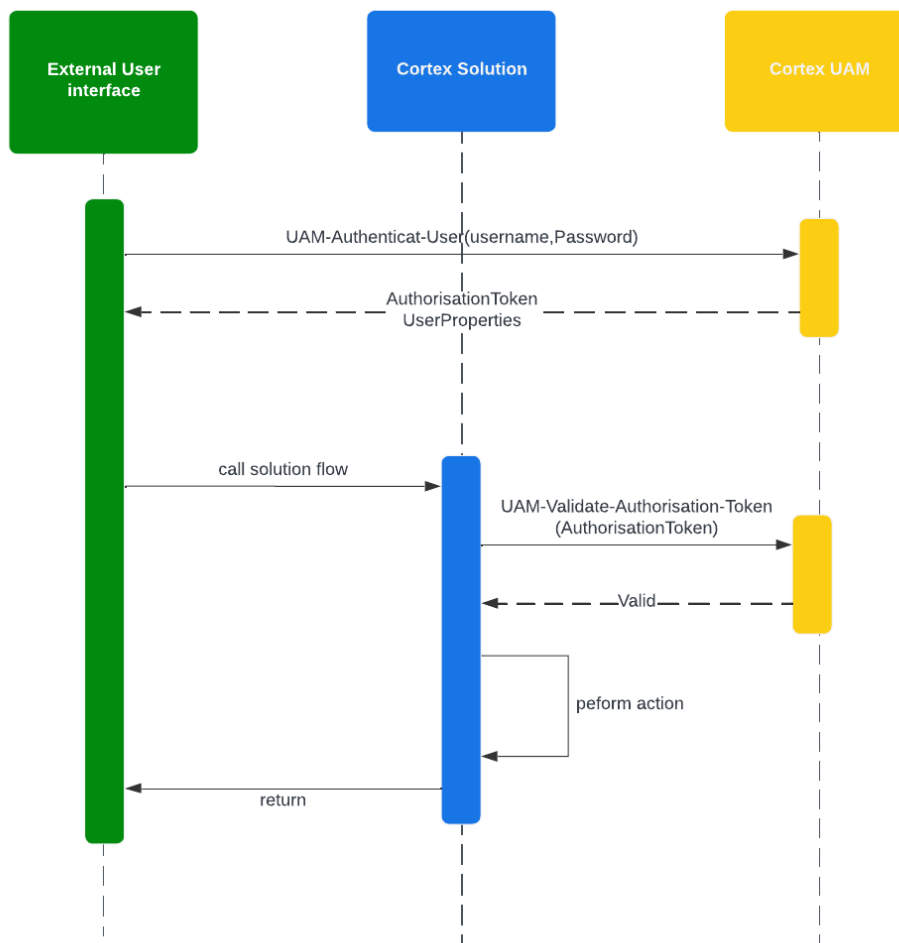 External User
interface
Cortex Solution
Cortex UAM
UAM-Authenticat-User(username,Password)
AuthorisationToken
UserProperties
call solution flow
UAM-Validate-Authorisation-Token
(AuthorisationToken)
Valid
peform action
return